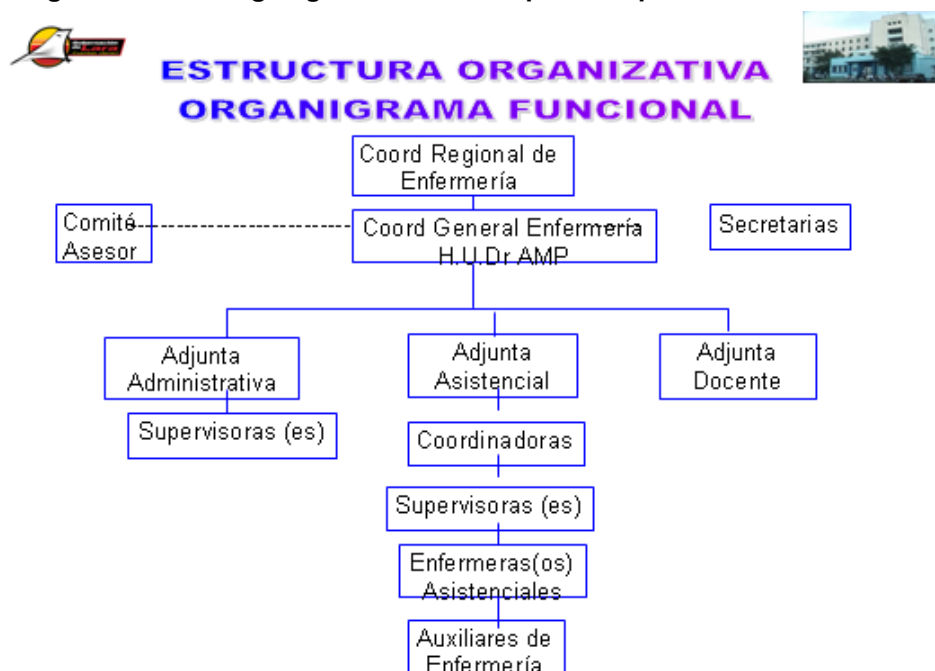 ESTRUCTURA ORGANIZATIVA
ORGANIGRAMA FUNCIONAL
Coord Regional de
Enfermería
Comité
Asesor
Coord General Enfermería
H.U.Dr AMP
Secretarias
Adjunta
Administrativa
Adjunta
Asistencial
Adjunta
Docente
Supervisoras (es)
Coordinadoras
Supervisoras (es)
Enfermeras(os)
Asistenciales
Auxiliares de
Enfermería